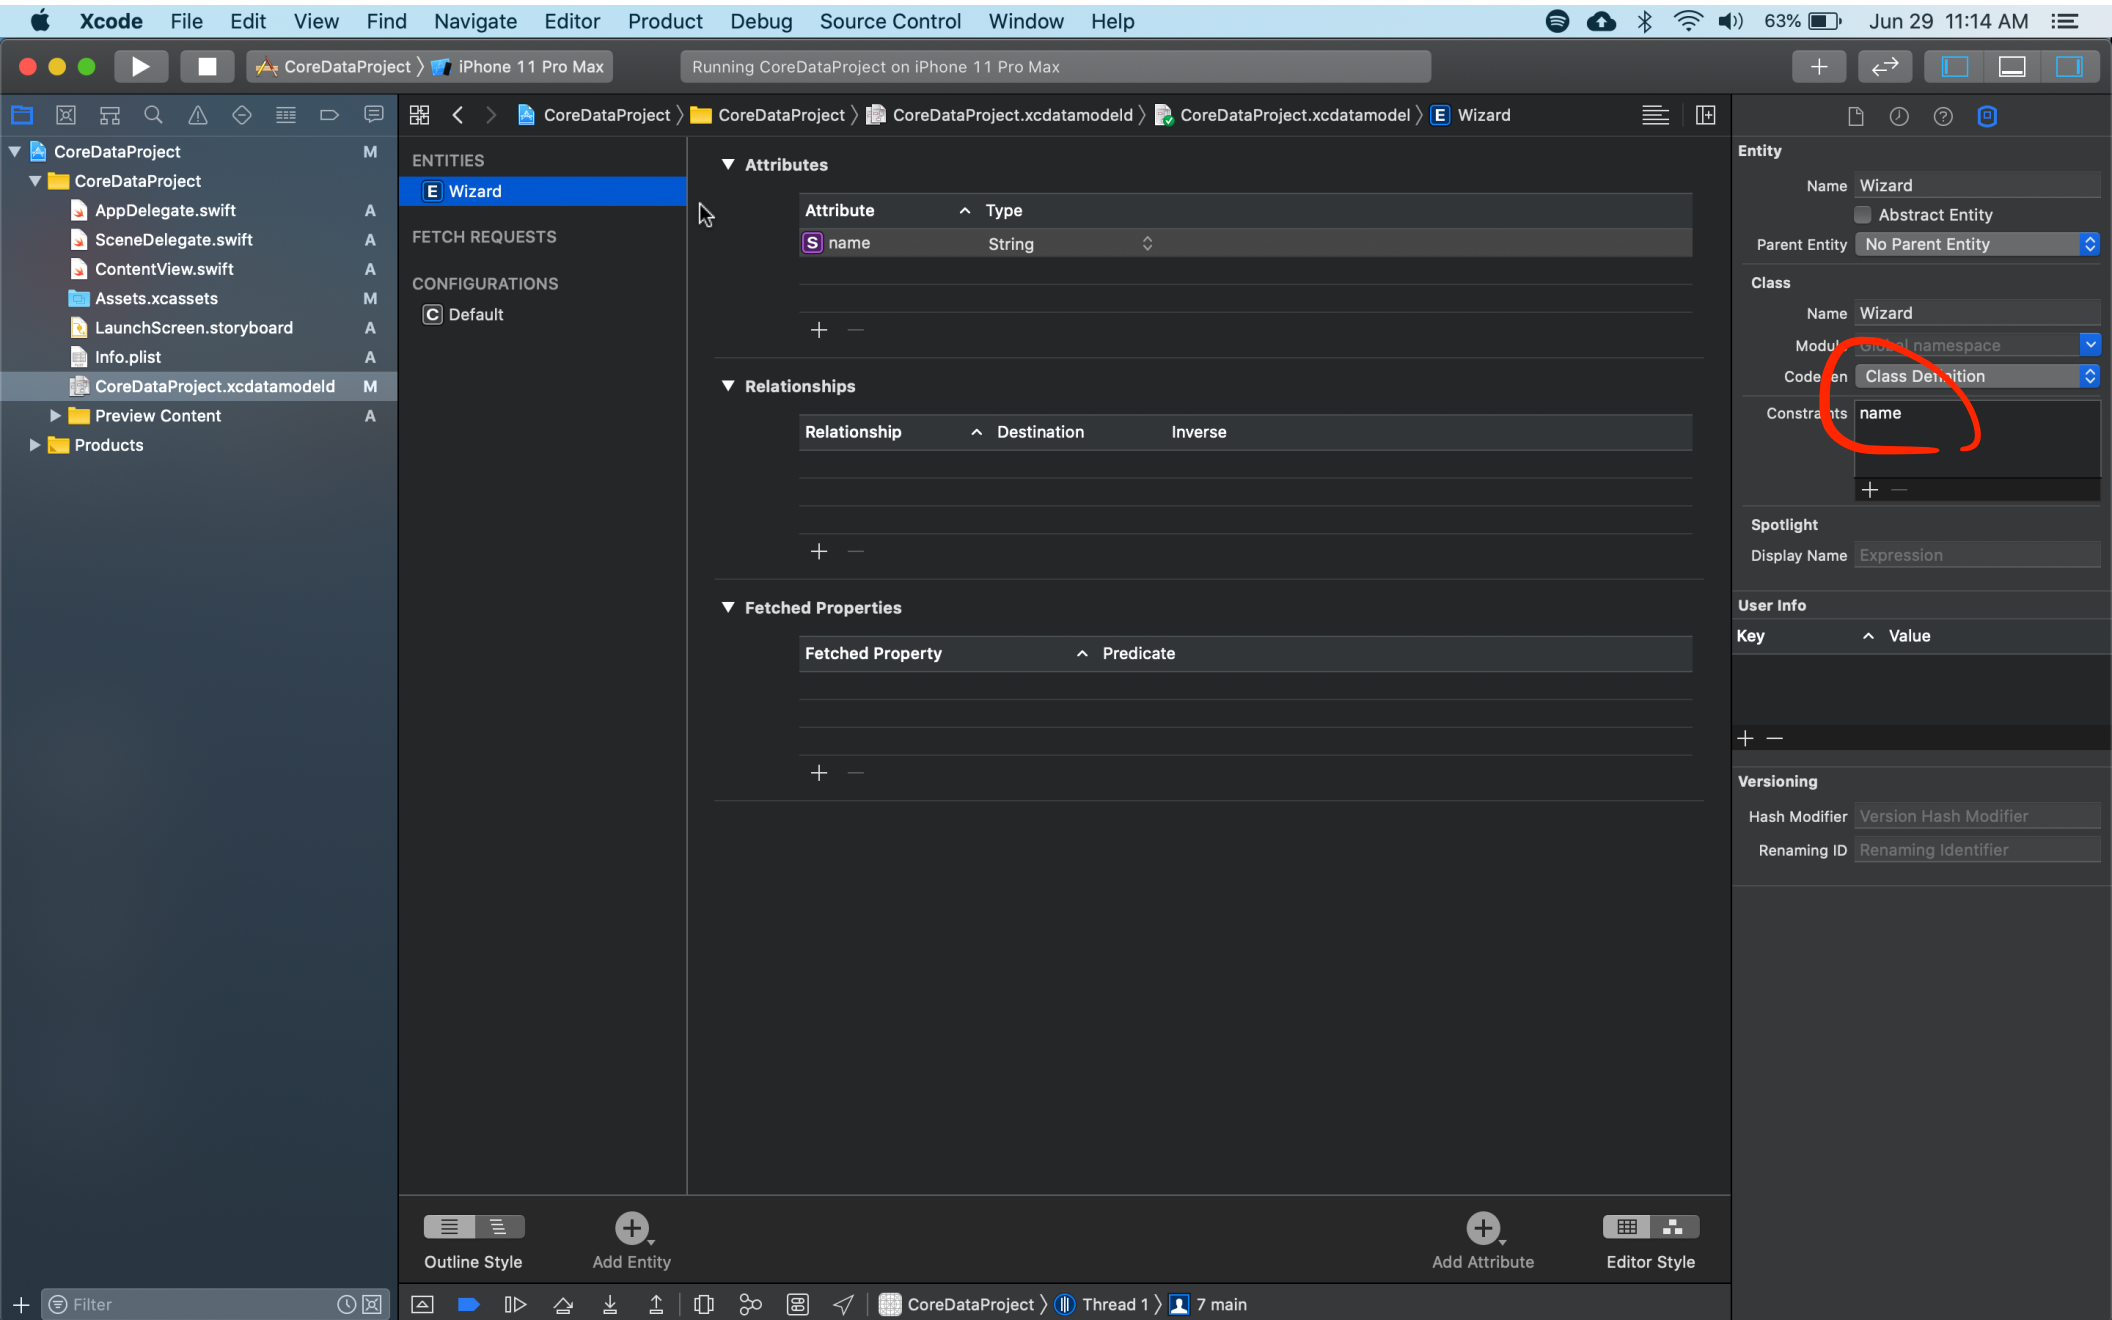 Xcode File Edit View Find Navigate Editor Product Debug Source Control Window Help 63% Jun 29 11:14 AM
CoreDataProject iPhone 11 Pro Max Running CoreDataProject on iPhone 11 Pro Max
CoreDataProject CoreDataProject CoreDataProject.xcdatamodeld CoreDataProject.xcdatamodel E Wizard
CoreDataProject M
CoreDataProject
AppDelegate.swift A
SceneDelegate.swift A
ContentView.swift A
Assets.xcassets M
LaunchScreen.storyboard A
Info.plist A
CoreDataProject.xcdatamodeld M
Preview Content A
Products
Filter
ENTITIES
E Wizard
FETCH REQUESTS
CONFIGURATIONS
C Default
Attributes
Attribute Type
S name String
Relationships
Relationship Destination Inverse
Fetched Properties
Fetched Property Predicate
Outline Style Add Entity Add Attribute Editor Style
CoreDataProject Thread 1 7 main
Entity
Name Wizard
Abstract Entity
Parent Entity No Parent Entity
Class
Name Wizard
Module Global namespace
Codegen Class Definition
Constraints name
Spotlight
Display Name Expression
User Info
Key Value
Versioning
Hash Modifier Version Hash Modifier
Renaming ID Renaming Identifier